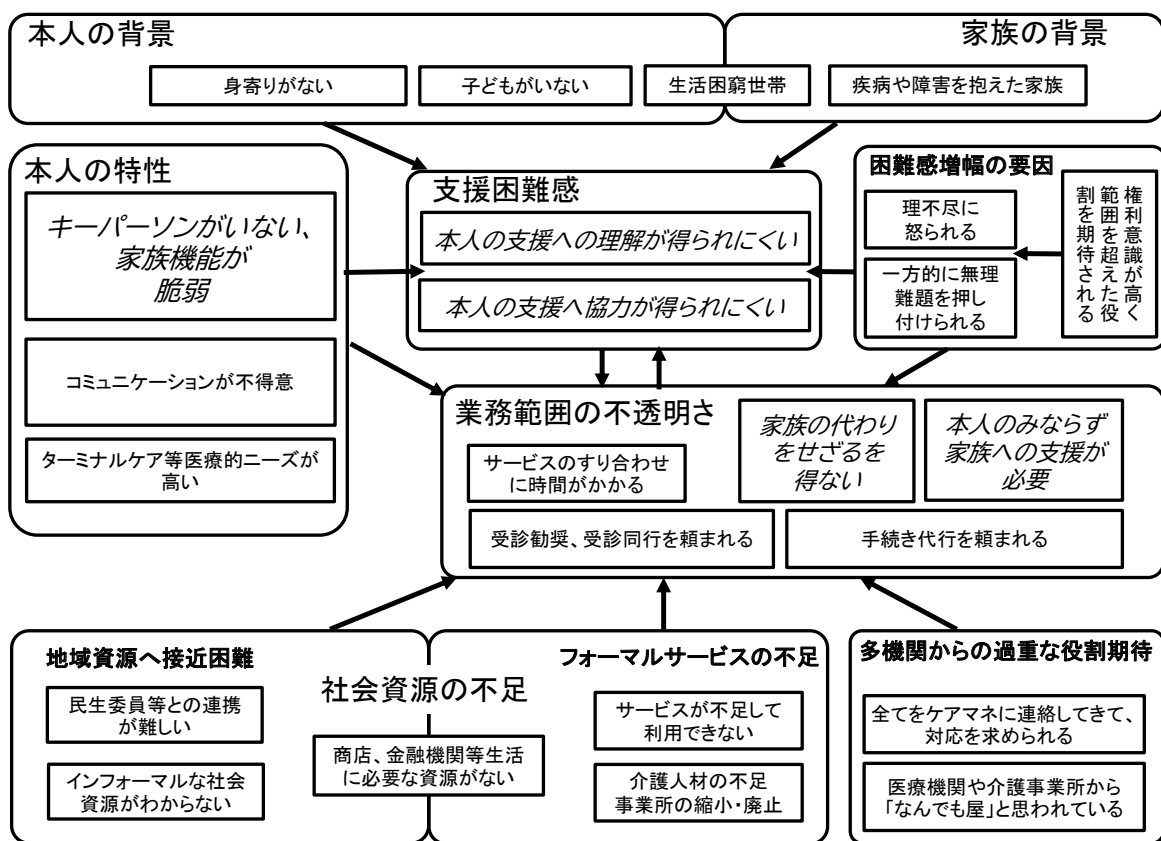 本人の背景
家族の背景
身寄りがない
子どもがいない
生活困窮世帯
疾病や障害を抱えた家族
本人の特性
キーパーソンがいない、
家族機能が
脆弱
コミュニケーションが不得意
ターミナルケア等医療的ニーズが
高い
支援困難感
本人の支援への理解が得られにくい
本人の支援へ協力が得られにくい
困難感増幅の要因
理不尽に
怒られる
一方的に無理
難題を押し
付けられる
権利意識が高く
範囲を超えた役
割を期待される
業務範囲の不透明さ
サービスのすり合わせ
に時間がかかる
家族の代わり
をせざるを
得ない
本人のみならず
家族への支援が
必要
受診勧奨、受診同行を頼まれる
手続き代行を頼まれる
地域資源へ接近困難
社会資源の不足
フォーマルサービスの不足
民生委員等との連携
が難しい
インフォーマルな社会
資源がわからない
商店、金融機関等生活
に必要な資源がない
サービスが不足して
利用できない
介護人材の不足
事業所の縮小・廃止
多機関からの過重な役割期待
全てをケアマネに連絡してきて、
対応を求められる
医療機関や介護事業所から
「なんでも屋」と思われている